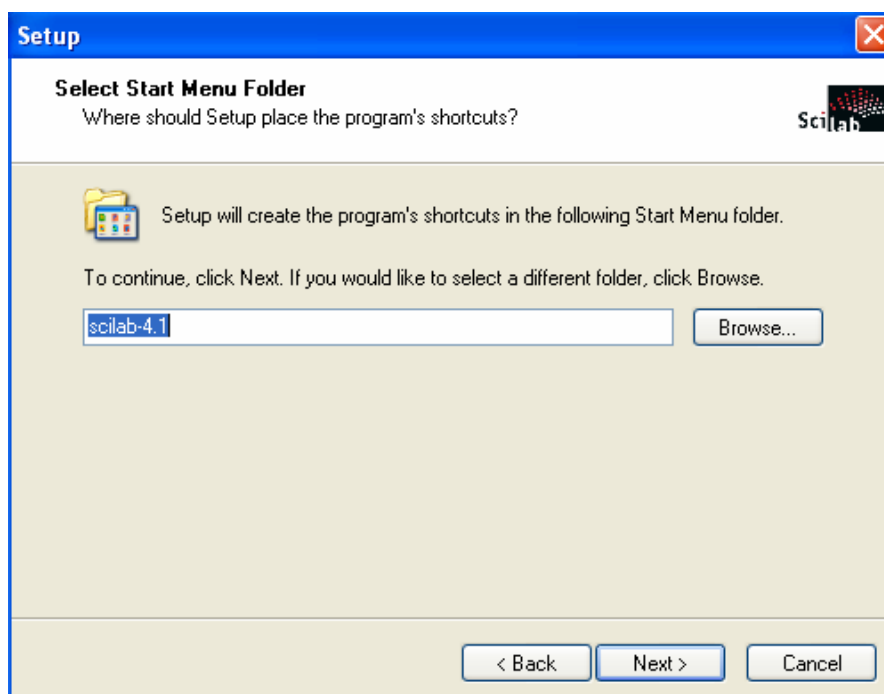 Setup
Select Start Menu Folder
Where should Setup place the program's shortcuts?
Scilab
Setup will create the program's shortcuts in the following Start Menu folder.
To continue, click Next. If you would like to select a different folder, click Browse.
scilab-4.1
Browse...
< Back
Next >
Cancel